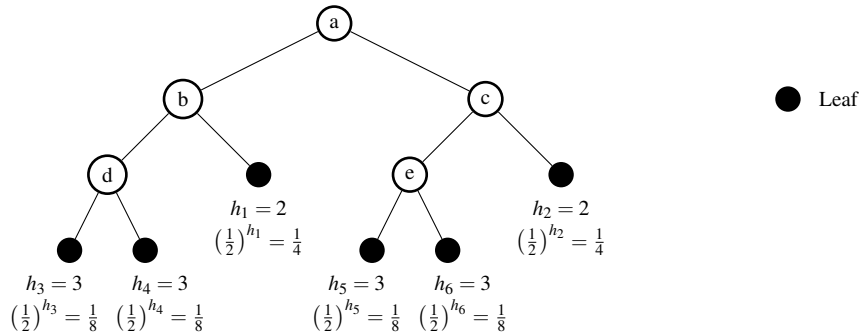 a
b
c
Leaf
d
e
h₁ = 2
(1/2)^h₁ = 1/4
h₂ = 2
(1/2)^h₂ = 1/4
h₃ = 3
(1/2)^h₃ = 1/8
h₄ = 3
(1/2)^h₄ = 1/8
h₅ = 3
(1/2)^h₅ = 1/8
h₆ = 3
(1/2)^h₆ = 1/8